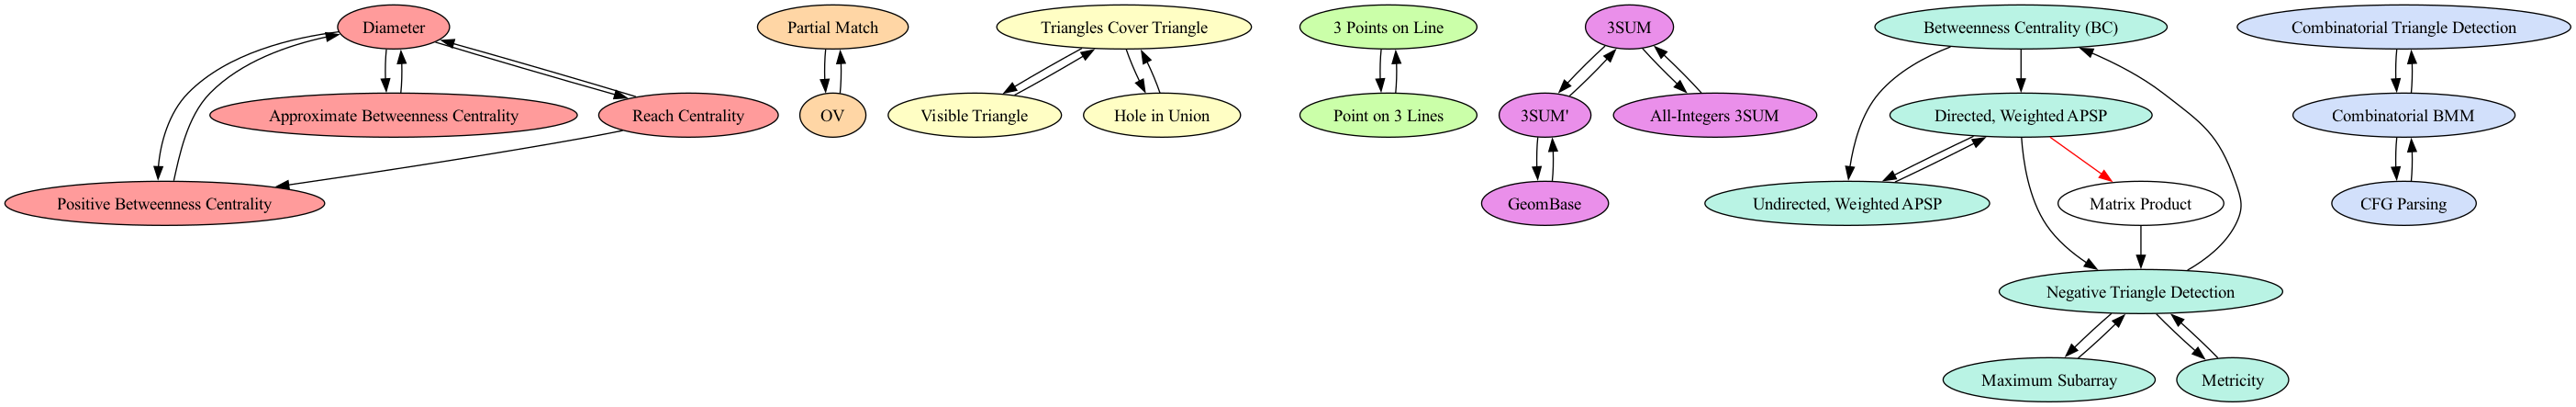 Diameter
Partial Match
Triangles Cover Triangle
3 Points on Line
3SUM
Betweenness Centrality (BC)
Combinatorial Triangle Detection
Approximate Betweenness Centrality
Reach Centrality
OV
Visible Triangle
Hole in Union
Point on 3 Lines
3SUM'
All-Integers 3SUM
Directed, Weighted APSP
Combinatorial BMM
Positive Betweenness Centrality
GeomBase
Undirected, Weighted APSP
Matrix Product
CFG Parsing
Negative Triangle Detection
Maximum Subarray
Metricity